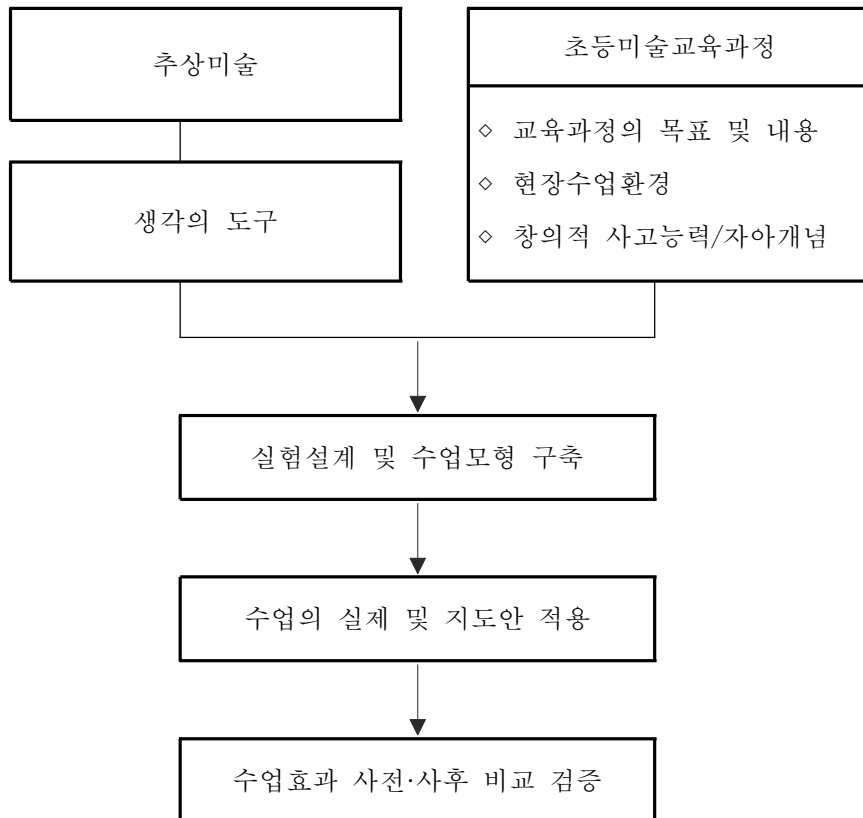 추상미술
생각의 도구
초등미술교육과정
◇ 교육과정의 목표 및 내용
◇ 현장수업환경
◇ 창의적 사고능력/자아개념
실험설계 및 수업모형 구축
수업의 실제 및 지도안 적용
수업효과 사전·사후 비교 검증